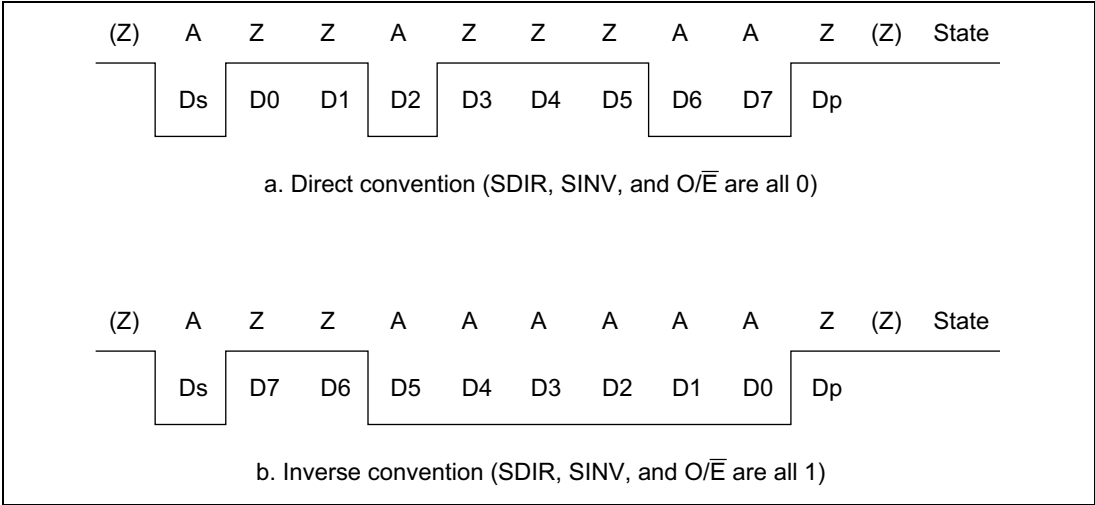 (Z) A Z Z A Z Z Z A A Z (Z) State
Ds D0 D1 D2 D3 D4 D5 D6 D7 Dp
a. Direct convention (SDIR, SINV, and O/E̅ are all 0)
(Z) A Z Z A A A A A A Z (Z) State
Ds D7 D6 D5 D4 D3 D2 D1 D0 Dp
b. Inverse convention (SDIR, SINV, and O/E̅ are all 1)